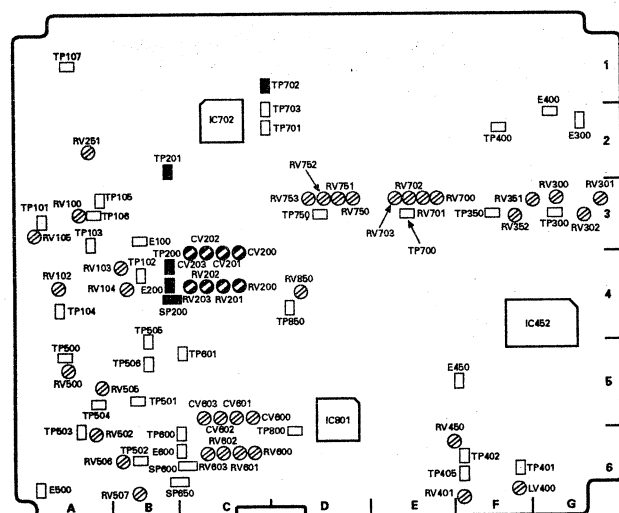 TP107
1
TP702
E400
IC702
TP703
TP701
TP400
E300
2
RV251
TP201
RV752
RV753
RV751
RV702
RV700
RV351
RV300
RV301
TP105
TP101
RV100
TP106
TP750
RV750
RV701
TP350
RV352
TP300
RV302
3
RV105
TP103
E100
CV202
RV703
TP700
TP102
TP200
CV200
CV203
CV201
RV103
RV202
RV102
RV104
E200
RV200
RV850
4
RV203
RV201
SP200
TP104
TP850
IC452
TP505
TP500
TP506
TP601
E450
5
RV500
RV505
TP501
CV603
CV601
TP504
CV600
IC801
TP503
RV502
TP600
CV602
TP800
RV450
RV602
TP502
E600
RV600
TP402
RV506
SP600
RV603
RV601
TP405
TP401
6
E500
RV507
SP650
RV401
LV400
A
B
C
D
E
F
G